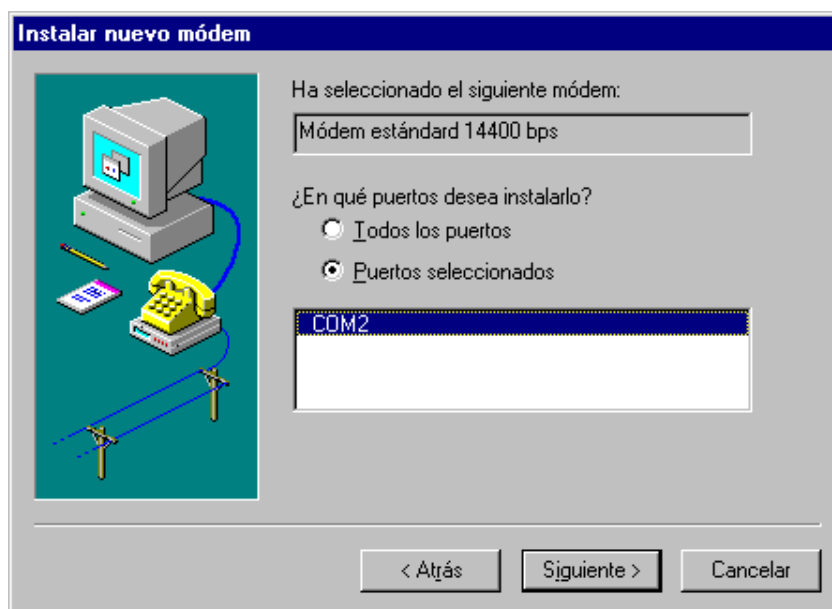 Instalar nuevo módem
Ha seleccionado el siguiente módem:
Módem estándard 14400 bps
¿En qué puertos desea instalarlo?
Todos los puertos
Puertos seleccionados
COM2
< Atrás
Siguiente >
Cancelar